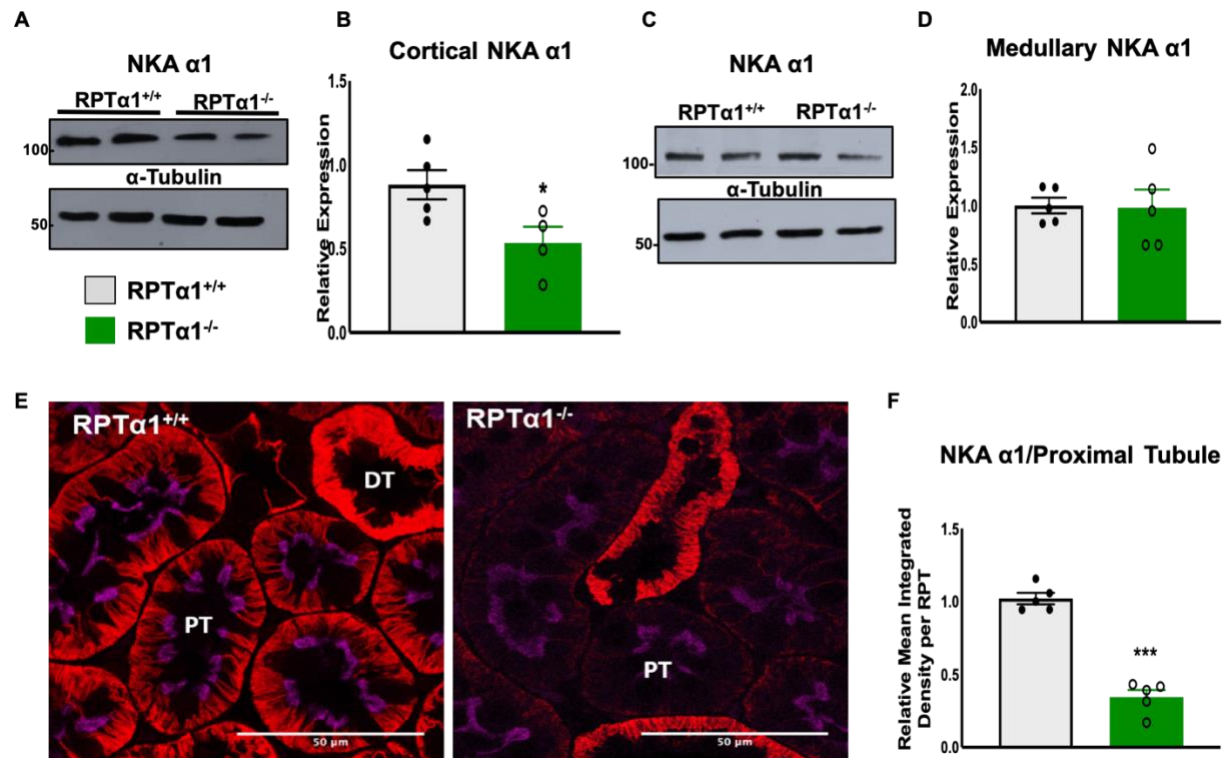 A
NKA α1
RPTα1+/+ RPTα1-/-
100
α-Tubulin
50
RPTα1+/+
RPTα1-/-
B
Cortical NKA α1
Relative Expression
1.5
1.0
0.5
0.0
*
C
NKA α1
RPTα1+/+ RPTα1-/-
100
α-Tubulin
50
D
Medullary NKA α1
Relative Expression
2.0
1.5
1.0
0.5
0.0
E
RPTα1+/+
DT
PT
50 µm
RPTα1-/-
PT
50 µm
F
NKA α1/Proximal Tubule
Relative Mean Integrated
Density per RPT
1.5
1.0
0.5
0.0
***